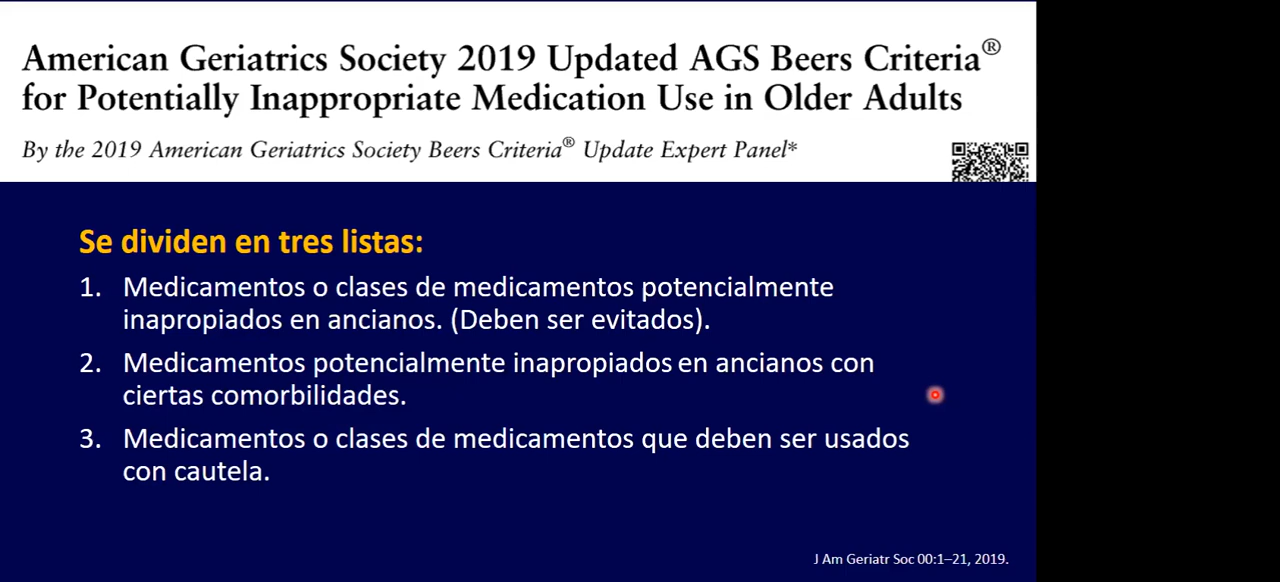 American Geriatrics Society 2019 Updated AGS Beers Criteria®
for Potentially Inappropriate Medication Use in Older Adults
By the 2019 American Geriatrics Society Beers Criteria® Update Expert Panel*
Se dividen en tres listas:
1. Medicamentos o clases de medicamentos potencialmente
inapropiados en ancianos. (Deben ser evitados).
2. Medicamentos potencialmente inapropiados en ancianos con
ciertas comorbilidades.
3. Medicamentos o clases de medicamentos que deben ser usados
con cautela.
J Am Geriatr Soc 00:1–21, 2019.